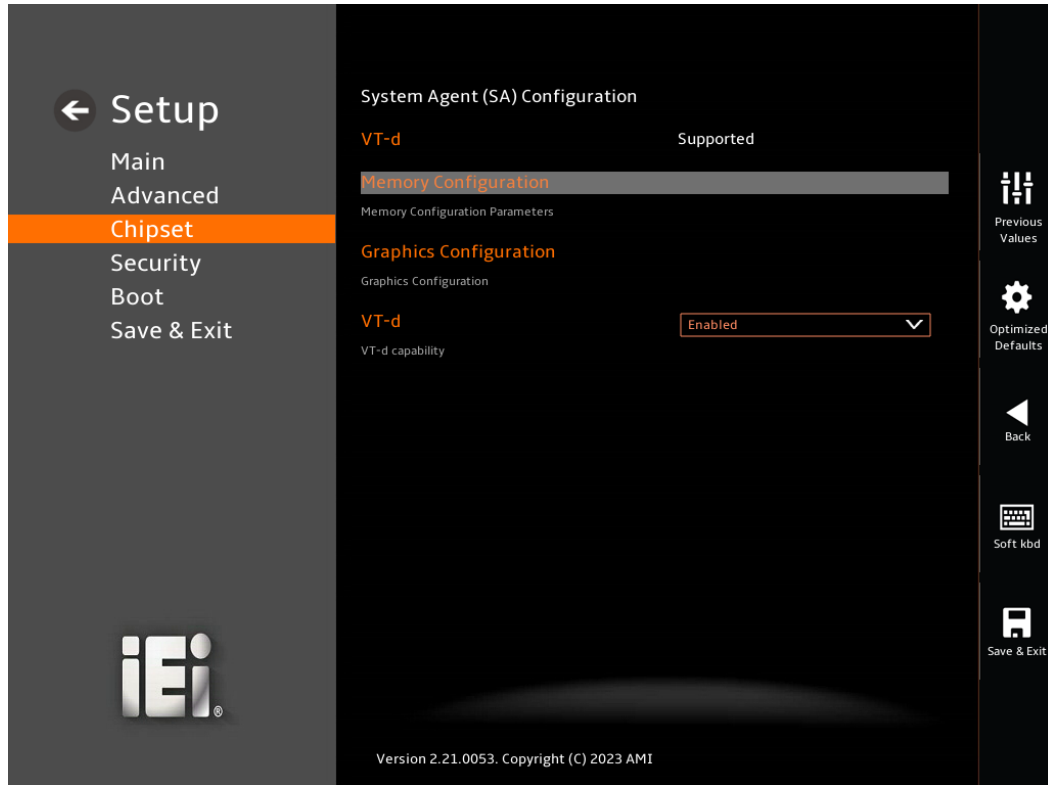 Setup
Main
Advanced
Chipset
Security
Boot
Save & Exit
iEi®
System Agent (SA) Configuration
VT-d Supported
Memory Configuration
Memory Configuration Parameters
Graphics Configuration
Graphics Configuration
VT-d Enabled
VT-d capability
Version 2.21.0053. Copyright (C) 2023 AMI
Previous
Values
Optimized
Defaults
Back
Soft kbd
Save & Exit